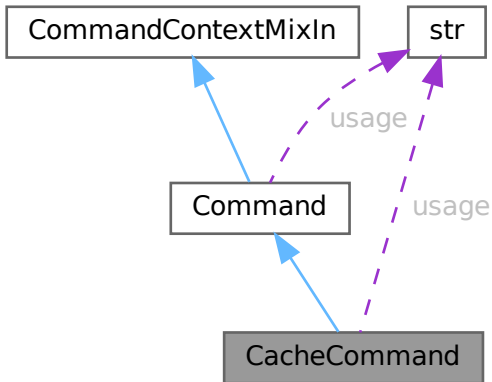 CommandContextMixIn
str
usage
Command
usage
CacheCommand